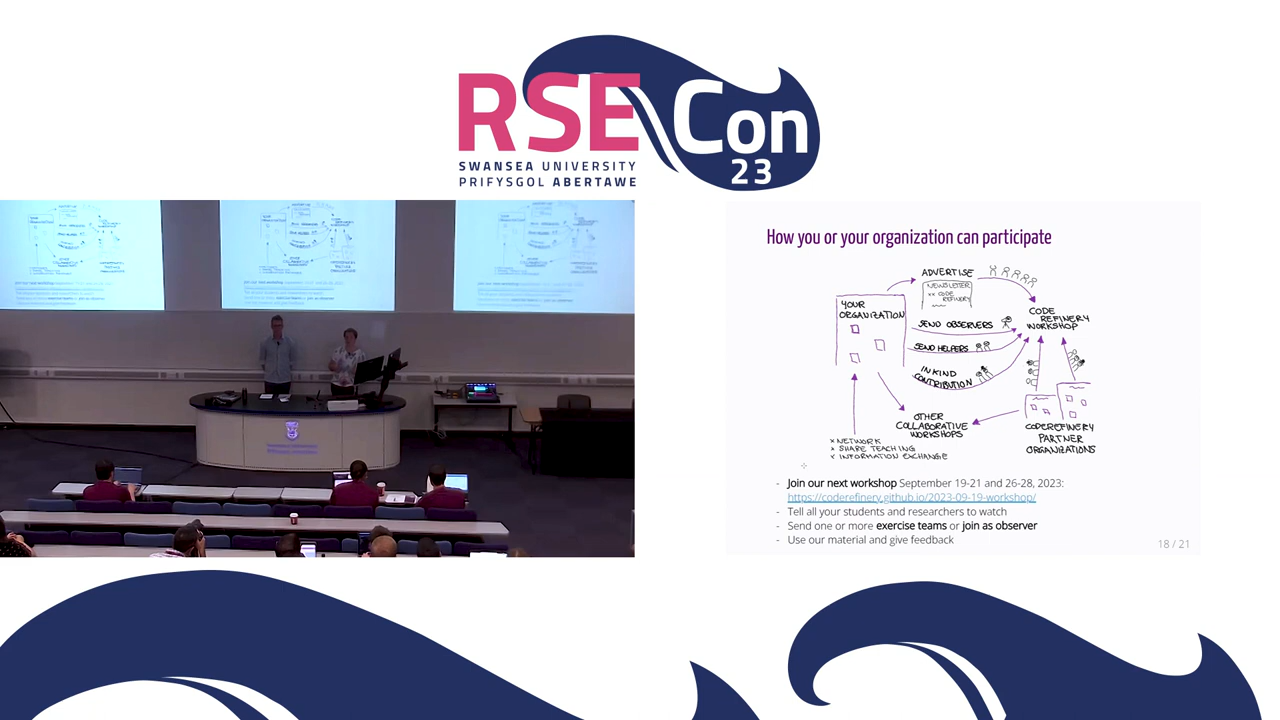 RSE Con
23
SWANSEA UNIVERSITY
PRIFYSGOL ABERTAWE
How you or your organization can participate
ADVERTISE
NEWSLETTER
CODE
REFINERY
YOUR
ORGANIZATION
CODE
REFINERY
WORKSHOP
SEND OBSERVERS
SEND HELPERS
IN KIND
CONTRIBUTION
OTHER
COLLABORATIVE
WORKSHOPS
CODEREFINERY
PARTNER
ORGANIZATIONS
× NETWORK
× SHARE TEACHING
× INFORMATION EXCHANGE
- Join our next workshop September 19-21 and 26-28, 2023:
https://coderefinery.github.io/2023-09-19-workshop/
- Tell all your students and researchers to watch
- Send one or more exercise teams or join as observer
- Use our material and give feedback
18 / 21